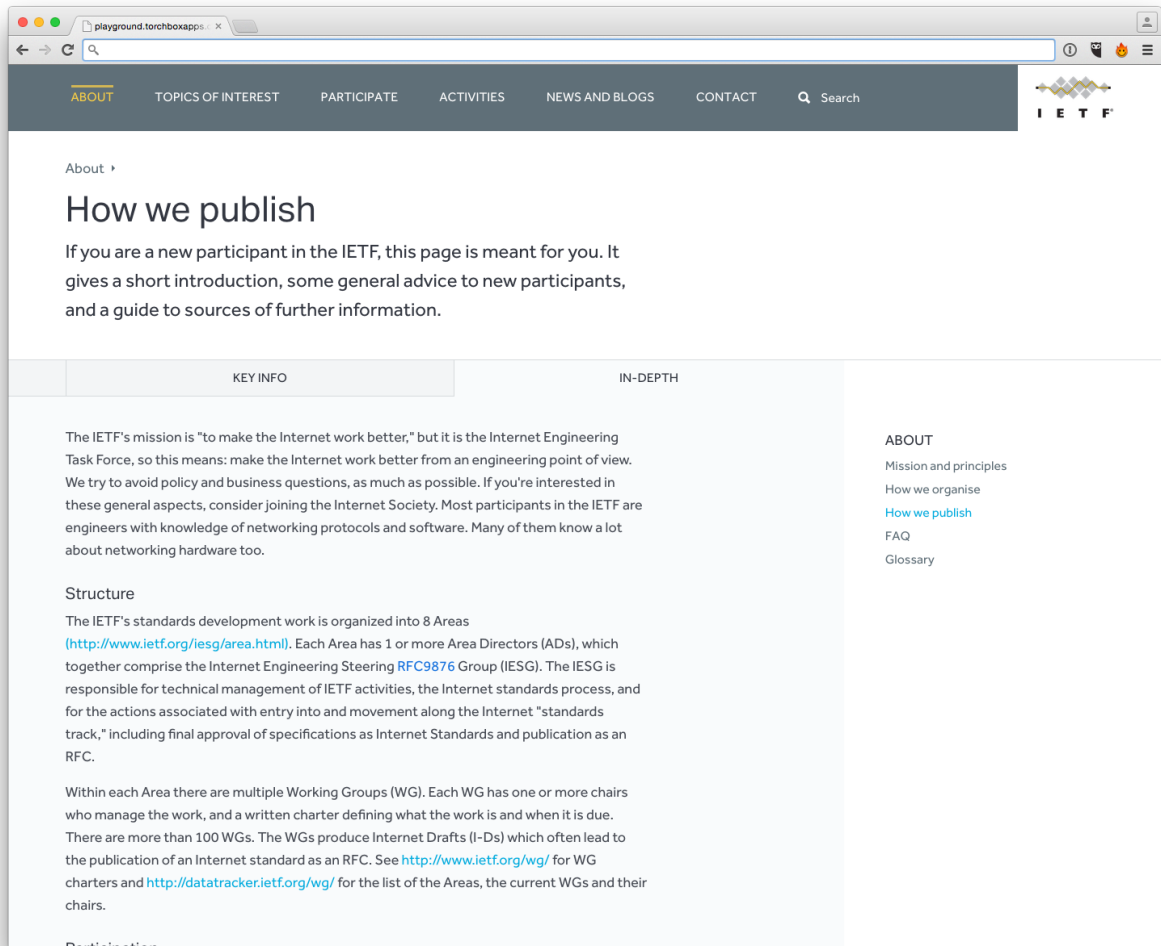 playground.torchboxapps.
ABOUT
TOPICS OF INTEREST
PARTICIPATE
ACTIVITIES
NEWS AND BLOGS
CONTACT
Search
IETF®
About
How we publish
If you are a new participant in the IETF, this page is meant for you. It
gives a short introduction, some general advice to new participants,
and a guide to sources of further information.
KEY INFO
IN-DEPTH
The IETF's mission is "to make the Internet work better," but it is the Internet Engineering
Task Force, so this means: make the Internet work better from an engineering point of view.
We try to avoid policy and business questions, as much as possible. If you're interested in
these general aspects, consider joining the Internet Society. Most participants in the IETF are
engineers with knowledge of networking protocols and software. Many of them know a lot
about networking hardware too.
Structure
The IETF's standards development work is organized into 8 Areas
(http://www.ietf.org/iesg/area.html). Each Area has 1 or more Area Directors (ADs), which
together comprise the Internet Engineering Steering RFC9876 Group (IESG). The IESG is
responsible for technical management of IETF activities, the Internet standards process, and
for the actions associated with entry into and movement along the Internet "standards
track," including final approval of specifications as Internet Standards and publication as an
RFC.
Within each Area there are multiple Working Groups (WG). Each WG has one or more chairs
who manage the work, and a written charter defining what the work is and when it is due.
There are more than 100 WGs. The WGs produce Internet Drafts (I-Ds) which often lead to
the publication of an Internet standard as an RFC. See http://www.ietf.org/wg/ for WG
charters and http://datatracker.ietf.org/wg/ for the list of the Areas, the current WGs and their
chairs.
ABOUT
Mission and principles
How we organise
How we publish
FAQ
Glossary